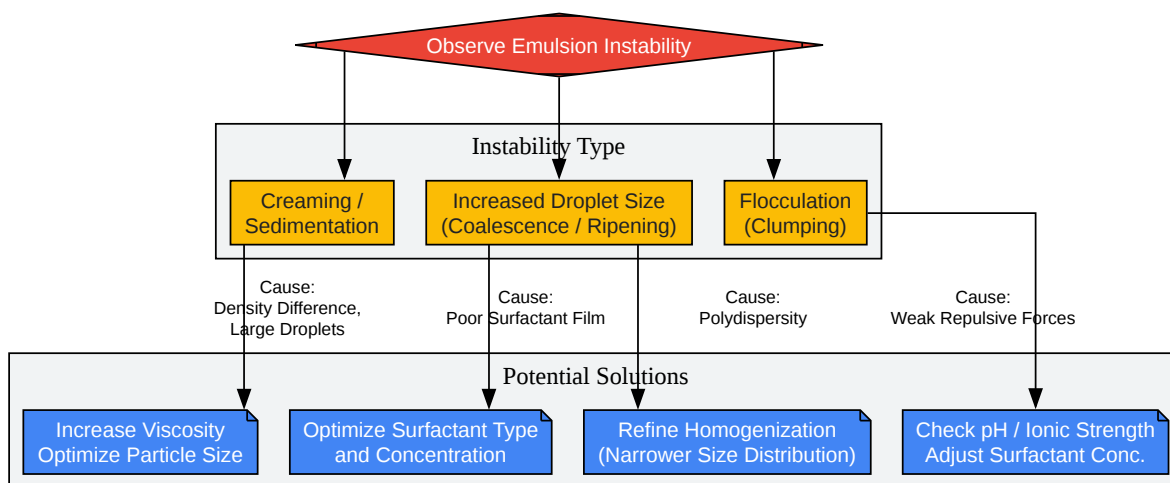 Observe Emulsion Instability
Instability Type
Creaming /
Sedimentation
Increased Droplet Size
(Coalescence / Ripening)
Flocculation
(Clumping)
Cause:
Density Difference,
Large Droplets
Cause:
Poor Surfactant Film
Cause:
Polydispersity
Cause:
Weak Repulsive Forces
Potential Solutions
Increase Viscosity
Optimize Particle Size
Optimize Surfactant Type
and Concentration
Refine Homogenization
(Narrower Size Distribution)
Check pH / Ionic Strength
Adjust Surfactant Conc.